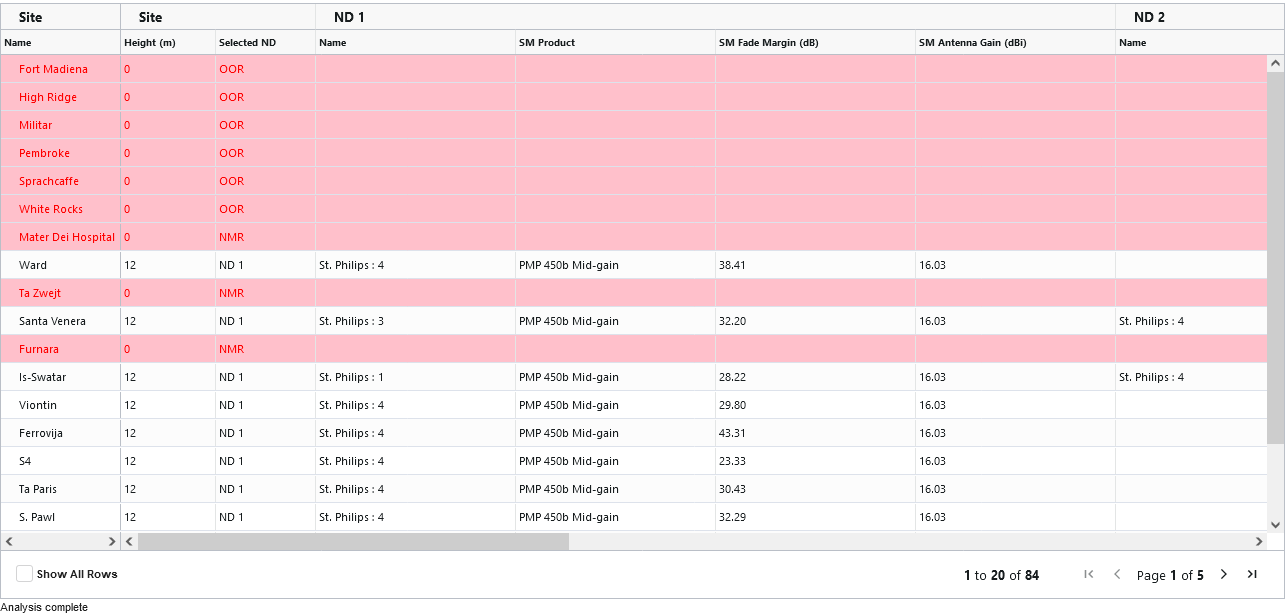 Site Site ND 1 ND 2
Name Height (m) Selected ND Name SM Product SM Fade Margin (dB) SM Antenna Gain (dBi) Name
Fort Madiena 0 OOR
High Ridge 0 OOR
Militar 0 OOR
Pembroke 0 OOR
Sprachcaffe 0 OOR
White Rocks 0 OOR
Mater Dei Hospital 0 NMR
Ward 12 ND 1 St. Philips : 4 PMP 450b Mid-gain 38.41 16.03
Ta Zwejt 0 NMR
Santa Venera 12 ND 1 St. Philips : 3 PMP 450b Mid-gain 32.20 16.03 St. Philips : 4
Furnara 0 NMR
Is-Swatar 12 ND 1 St. Philips : 1 PMP 450b Mid-gain 28.22 16.03 St. Philips : 4
Viontin 12 ND 1 St. Philips : 4 PMP 450b Mid-gain 29.80 16.03
Ferrovija 12 ND 1 St. Philips : 4 PMP 450b Mid-gain 43.31 16.03
S4 12 ND 1 St. Philips : 4 PMP 450b Mid-gain 23.33 16.03
Ta Paris 12 ND 1 St. Philips : 4 PMP 450b Mid-gain 30.43 16.03
S. Pawl 12 ND 1 St. Philips : 4 PMP 450b Mid-gain 32.29 16.03
Show All Rows 1 to 20 of 84 Page 1 of 5
Analysis complete